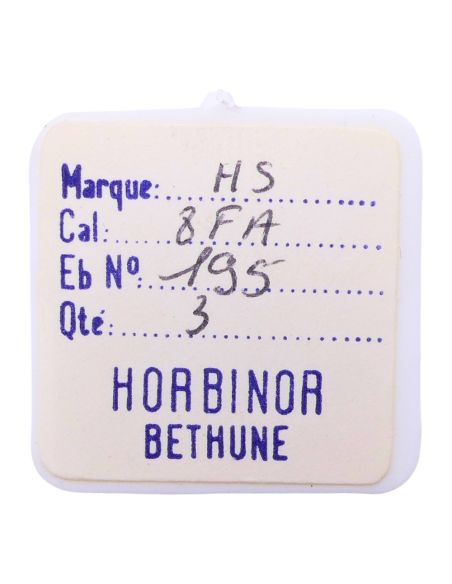 Marque: HS
Cal: 8FA
Eb Nº: 195
Qté: 3
HORBINOR
BETHUNE